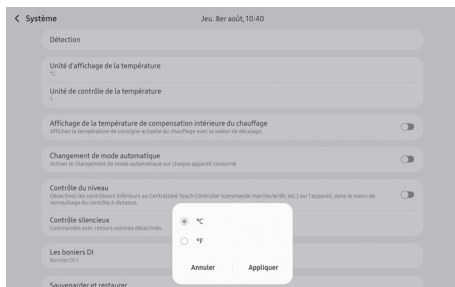 Système
Jeu. 8er août, 10:40
Détection
Unité d'affichage de la température
°C
Unité de contrôle de la température
1
Affichage de la température de compensation intérieure du chauffage
Affichez la température de consigne actuelle du chauffage avec la valeur de décalage.
Changement de mode automatique
Activer le changement de mode automatique sur chaque appareil concerné
Contrôle du niveau
Désactivez les contrôleurs inférieurs au Centralized Touch Controller (commande marche/arrêt, etc.) sur l'appareil, dans le menu de
verrouillage du contrôle à distance.
Contrôle silencieux
Commandes avec retours sonores désactivés.
Les boniers DI
Bornier DI 1
Sauvegarder et restaurer
°C
°F
Annuler
Appliquer